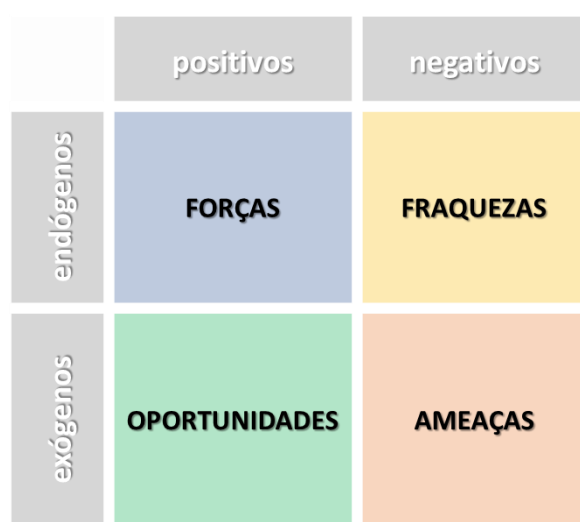 positivos
negativos
endógenos
FORÇAS
FRAQUEZAS
exógenos
OPORTUNIDADES
AMEAÇAS